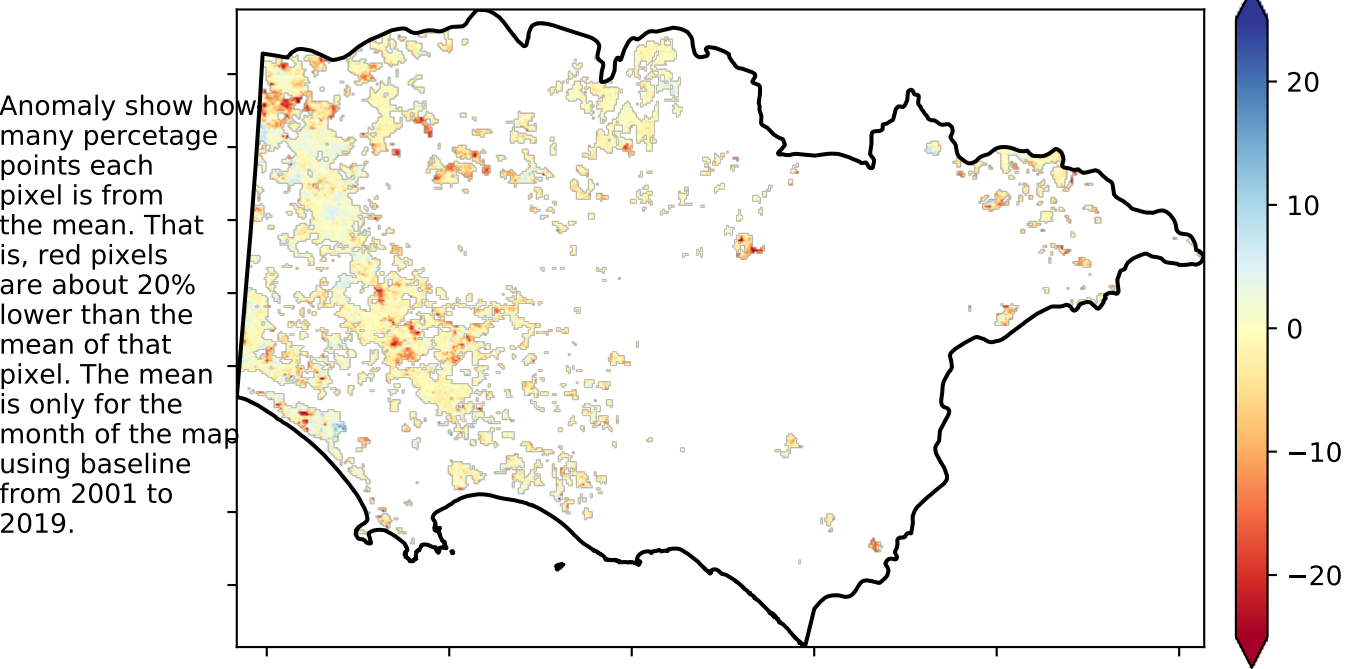 Anomaly show how
many percetage
points each
pixel is from
the mean. That
is, red pixels
are about 20%
lower than the
mean of that
pixel. The mean
is only for the
month of the map
using baseline
from 2001 to
2019.
20
10
0
−10
−20